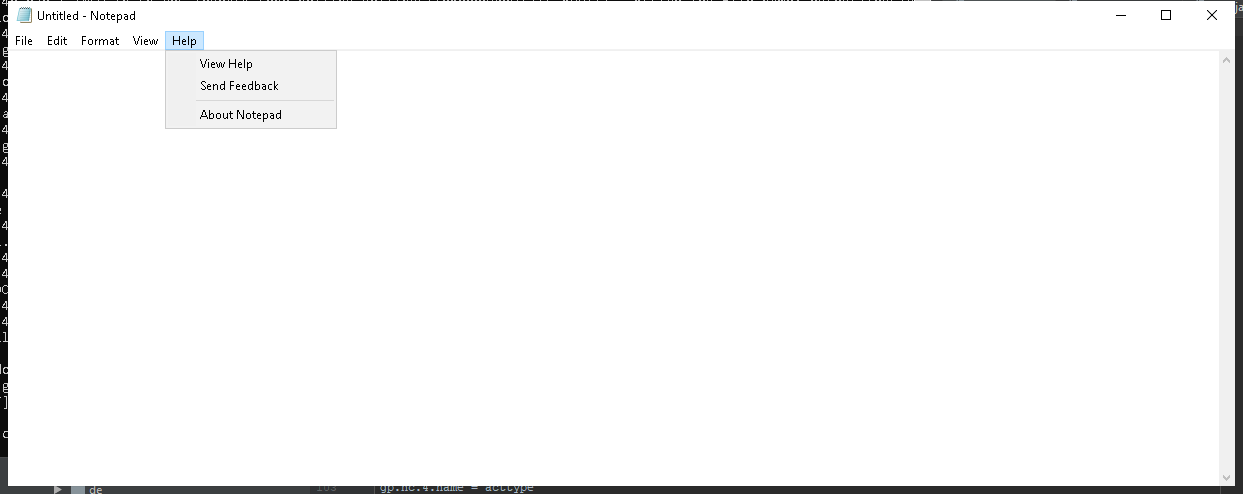 Untitled - Notepad
File Edit Format View Help
View Help
Send Feedback
About Notepad
de
103 gp.nc.4.name = acttype